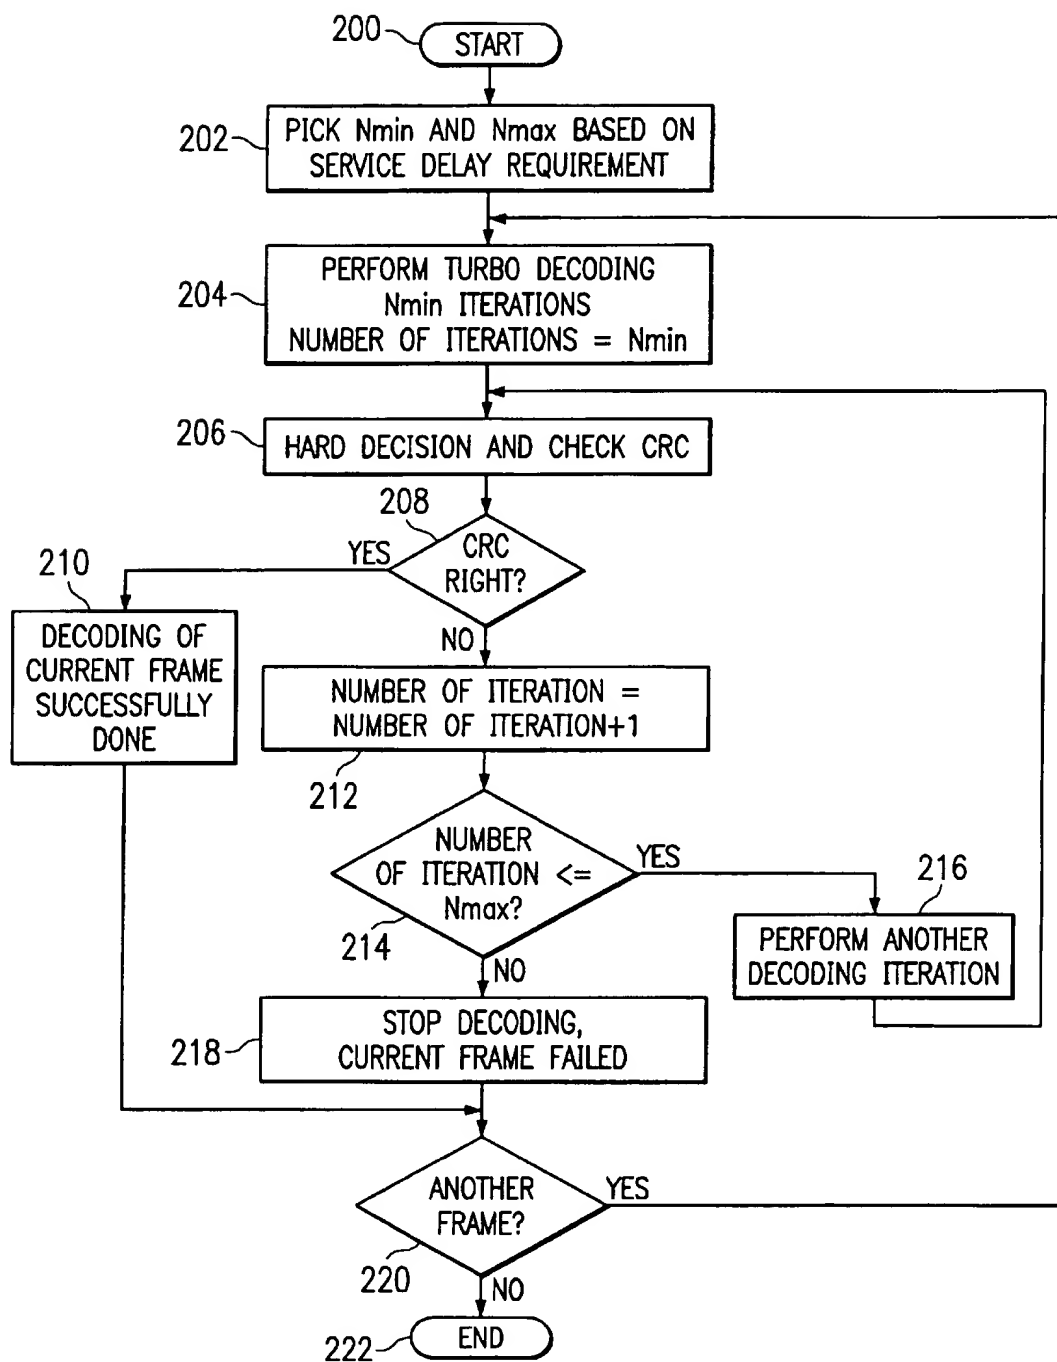 200
START
202
PICK Nmin AND Nmax BASED ON
SERVICE DELAY REQUIREMENT
204
PERFORM TURBO DECODING
Nmin ITERATIONS
NUMBER OF ITERATIONS = Nmin
206
HARD DECISION AND CHECK CRC
208
CRC
RIGHT?
YES
NO
210
DECODING OF
CURRENT FRAME
SUCCESSFULLY
DONE
NUMBER OF ITERATION =
NUMBER OF ITERATION+1
212
NUMBER
OF ITERATION <=
Nmax?
214
YES
NO
216
PERFORM ANOTHER
DECODING ITERATION
218
STOP DECODING,
CURRENT FRAME FAILED
ANOTHER
FRAME?
YES
220
NO
222
END